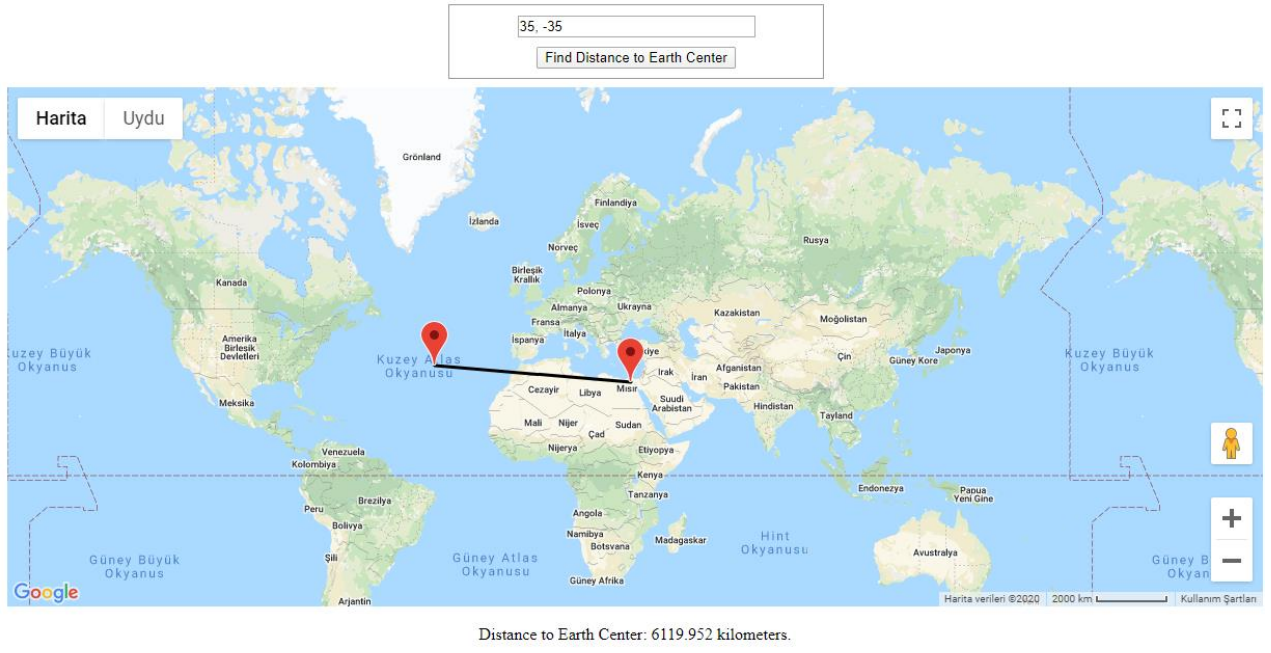 35, -35
Find Distance to Earth Center
Harita Uydu
Grönland
Finlandiya
İzlanda
İsveç
Norveç
Rusya
Birleşik
Krallık
Kanada
Polonya
Almanya
Ukrayna
Fransa
Kazakistan
Moğolistan
İtalya
İspanya
Amerika
Birleşik
Devletleri
Kuzey
Okyanusu
Büyük
Okyanus
Kuzey Büyük
Okyanus
Çin
Japonya
Güney Kore
Irak
İran
Afganistan
Pakistan
Cezayir
Libya
Mısır
Suudi
Arabistan
Hindistan
Meksika
Mali
Nijer
Çad
Sudan
Tayland
Nijerya
Etiyopya
Venezuela
Kolombiya
Kenya
Endonezya
Papua
Yeni Gine
Tanzanya
Brezilya
Peru
Angola
Bolivya
Namibya
Botsvana
Madagaskar
Hint
Okyanusu
Güney Büyük
Okyanus
Şili
Güney Atlas
Okyanusu
Avustralya
Güney
Güney Afrika
Arjantin
Google
Harita verileri ©2020 2000 km Kullanım Şartları
Distance to Earth Center: 6119.952 kilometers.